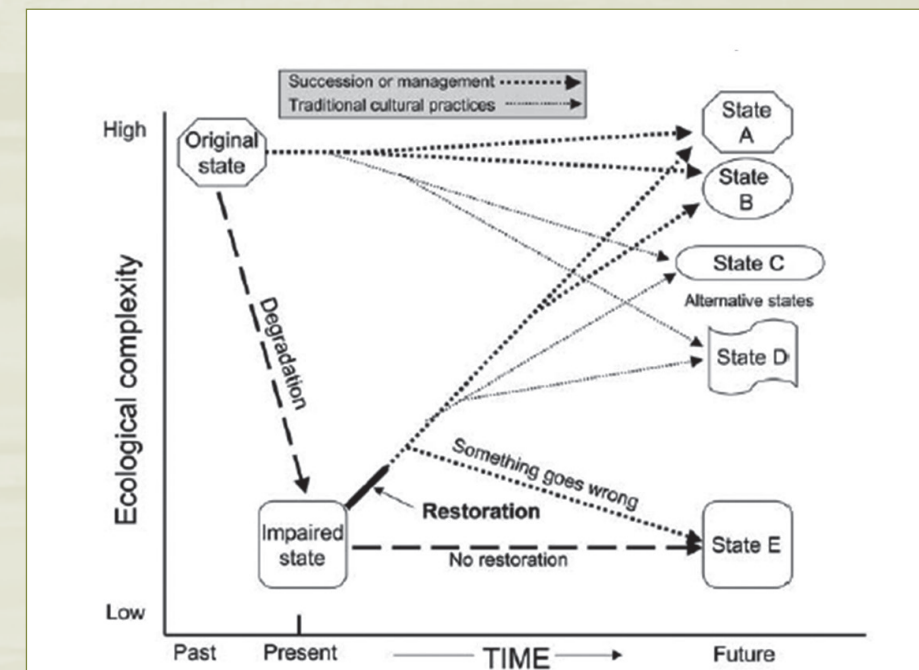 Succession or management
Traditional cultural practices
High
Original
state
State
A
State
B
State C
Alternative states
State D
Degradation
Ecological complexity
Something goes wrong
Restoration
Impaired
state
No restoration
State E
Low
Past
Present
TIME
Future